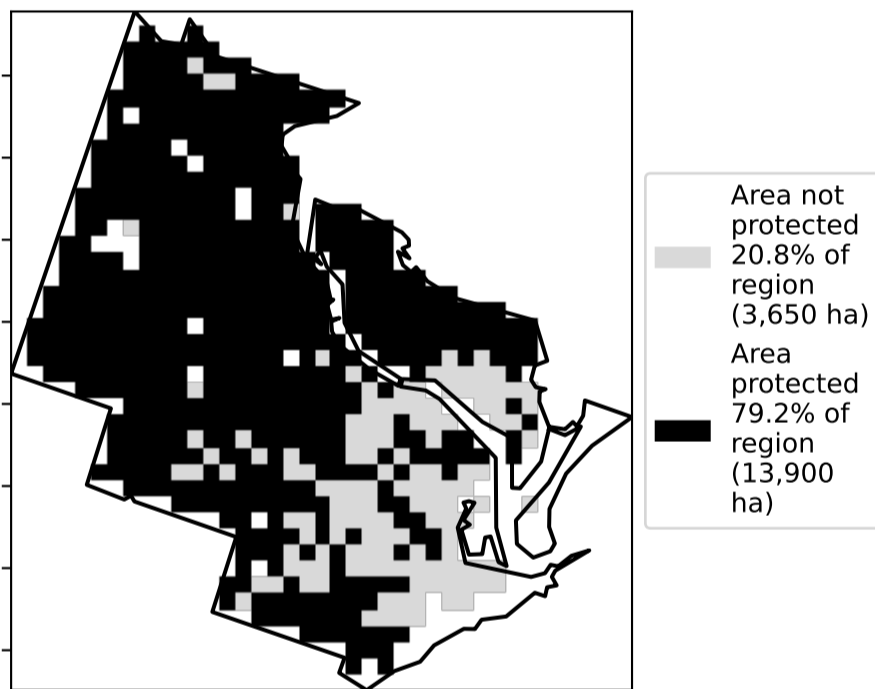 Area not
protected
20.8% of
region
(3,650 ha)
Area
protected
79.2% of
region
(13,900
ha)